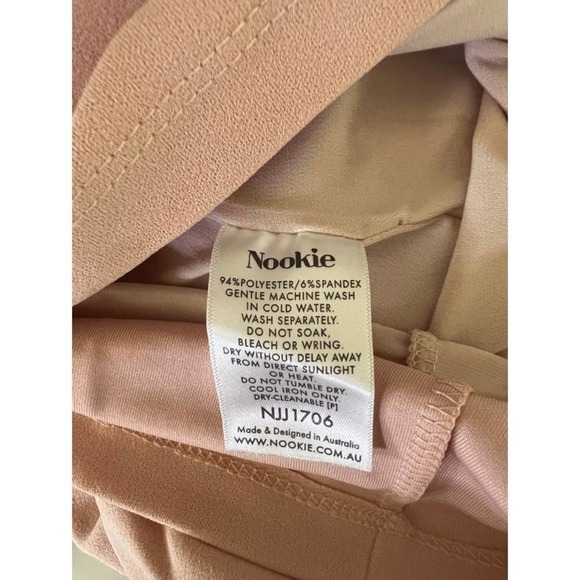 Nookie
94%POLYESTER/6%SPANDEX
GENTLE MACHINE WASH
IN COLD WATER.
WASH SEPARATELY.
DO NOT SOAK,
BLEACH OR WRING.
DRY WITHOUT DELAY AWAY
FROM DIRECT SUNLIGHT
OR HEAT.
DO NOT TUMBLE DRY.
COOL IRON ONLY.
DRY-CLEANABLE [P]
NJJ1706
Made & Designed in Australia
WWW.NOOKIE.COM.AU